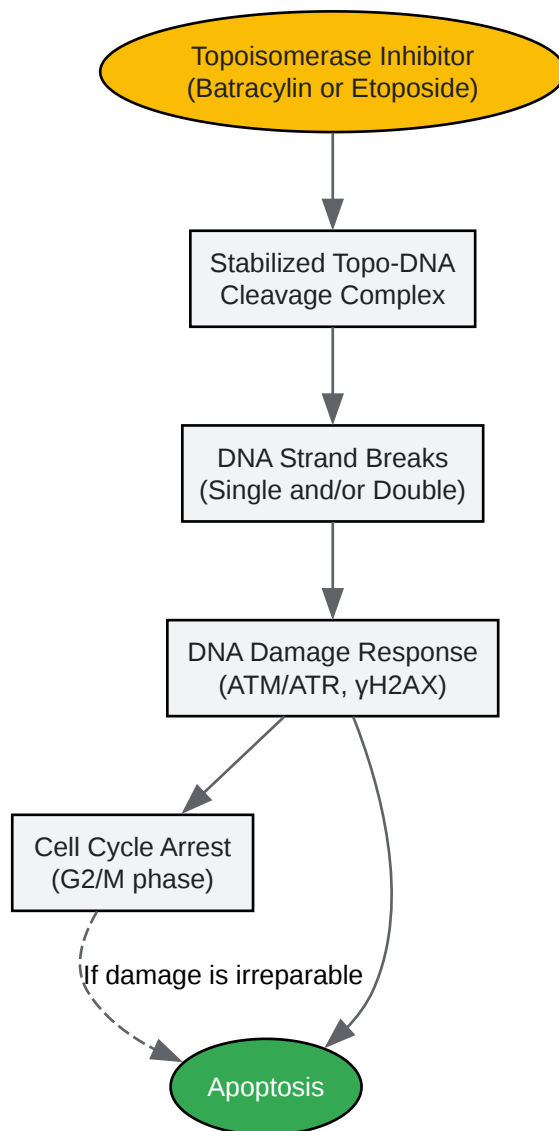 Topoisomerase Inhibitor
(Batracylin or Etoposide)
Stabilized Topo-DNA
Cleavage Complex
DNA Strand Breaks
(Single and/or Double)
DNA Damage Response
(ATM/ATR, γH2AX)
Cell Cycle Arrest
(G2/M phase)
If damage is irreparable
Apoptosis